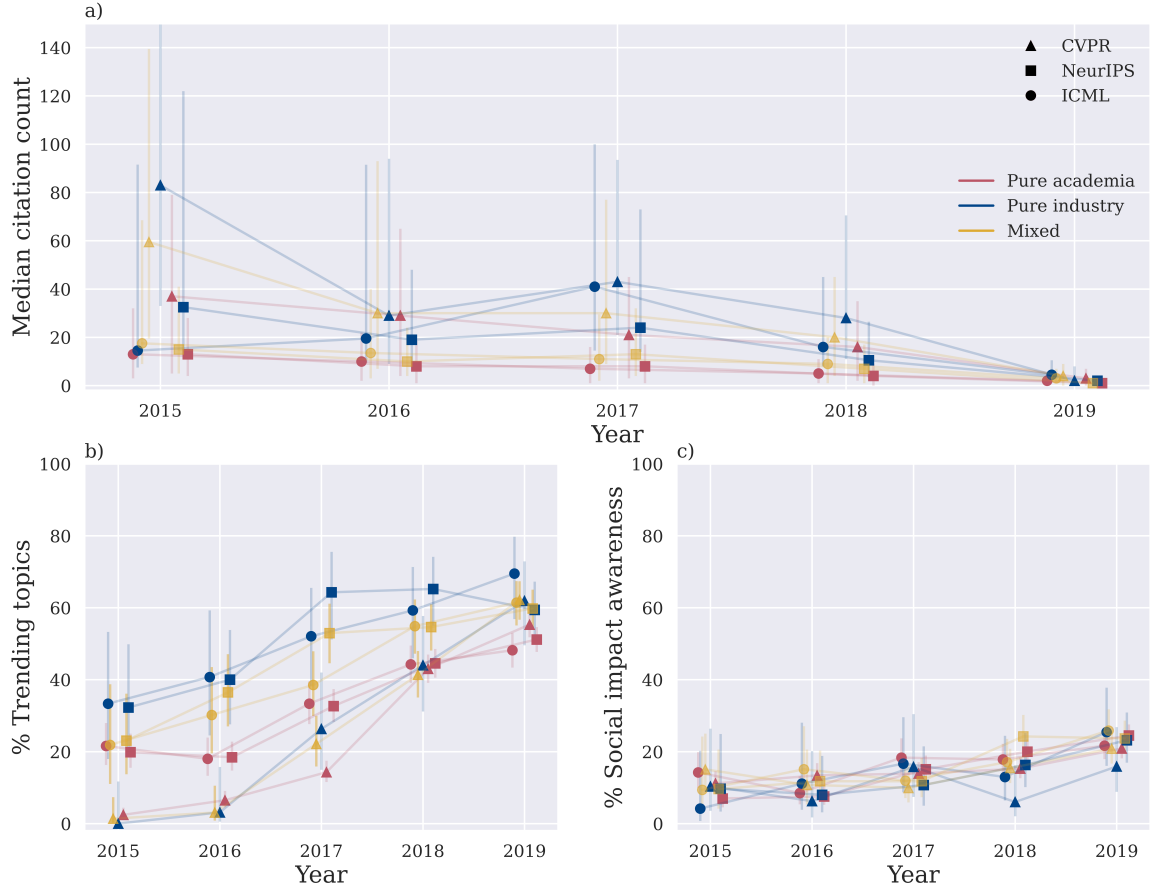 a)
140
120
100
80
60
40
20
0
Median citation count
CVPR
NeurIPS
ICML
Pure academia
Pure industry
Mixed
2015 2016 2017 2018 2019
Year
b)
100
80
60
40
20
0
% Trending topics
2015 2016 2017 2018 2019
Year
c)
100
80
60
40
20
0
% Social impact awareness
2015 2016 2017 2018 2019
Year